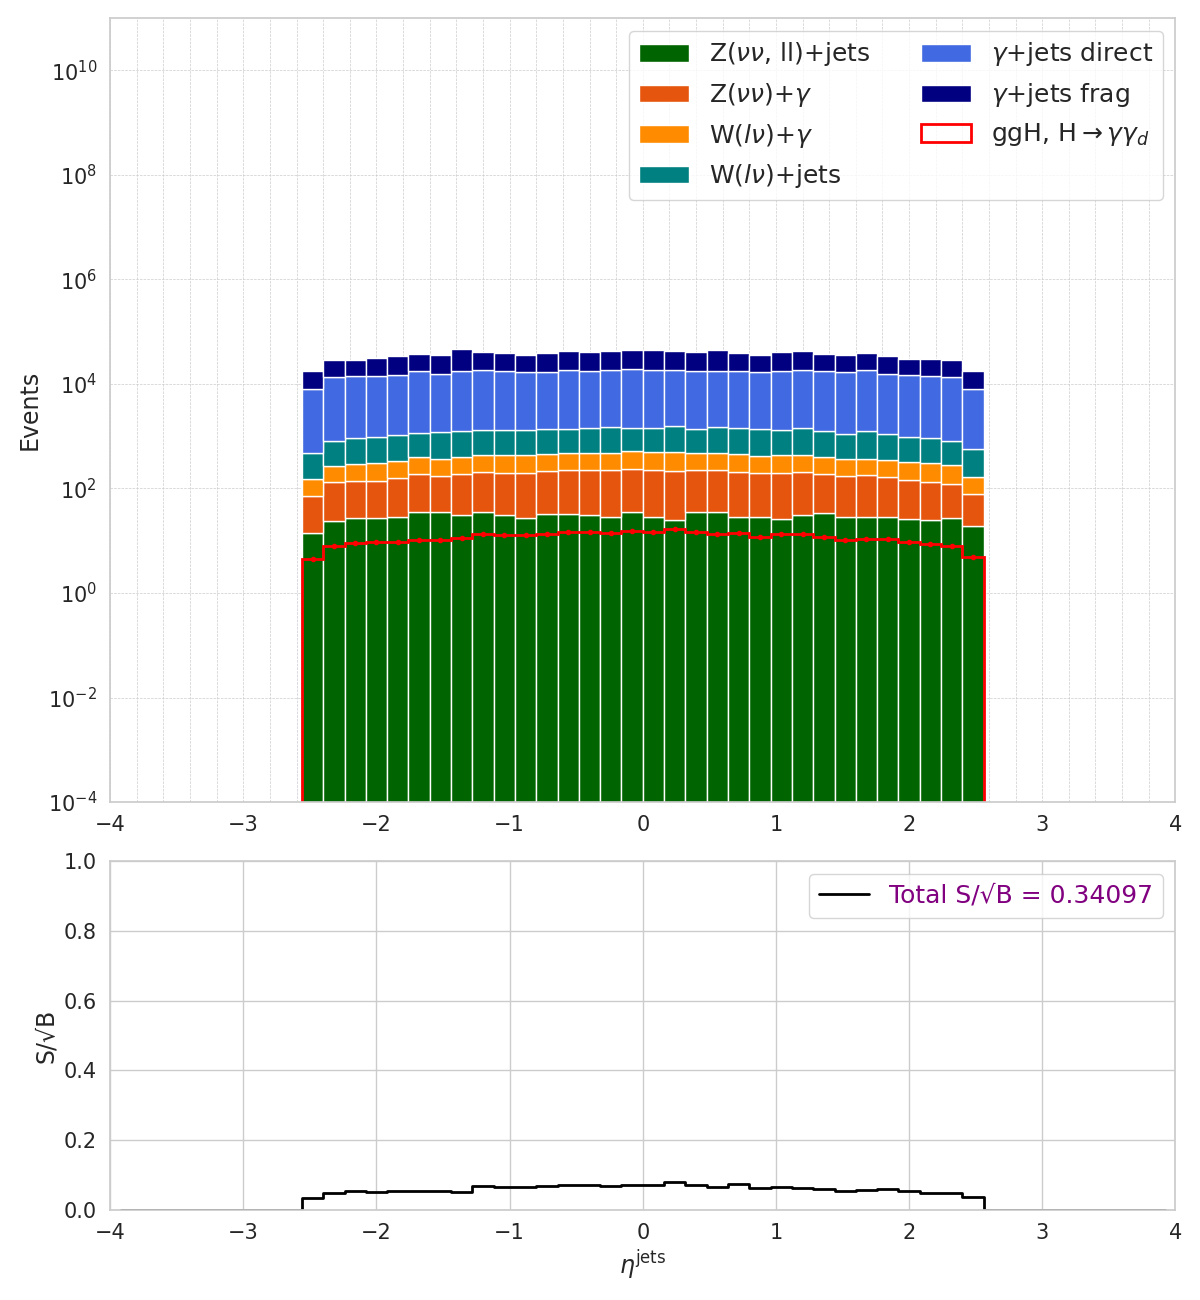 Z(νν, ll)+jets
Z(νν)+γ
W(lν)+γ
W(lν)+jets
γ+jets direct
γ+jets frag
ggH, H→γγ_d
Events
10^10
10^8
10^6
10^4
10^2
10^0
10^−2
10^−4
−4 −3 −2 −1 0 1 2 3 4
Total S/√B = 0.34097
S/√B
1.0
0.8
0.6
0.4
0.2
0.0
−4 −3 −2 −1 0 1 2 3 4
η^jets